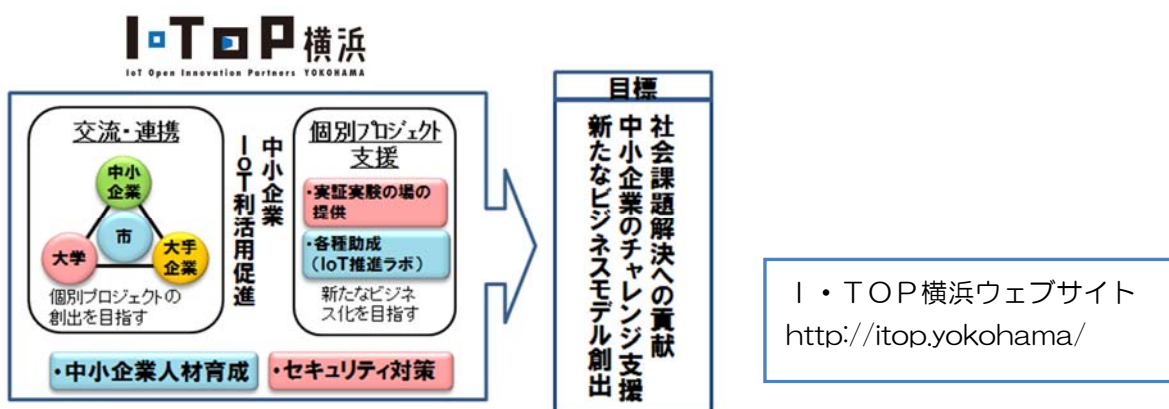 I・TOP横浜
IoT Open Innovation Partners YOKOHAMA
交流・連携
中小
企業
市
大学
大手
企業
個別プロジェクトの
創出を目指す
中小企業
IOT利活用促進
個別プロジェクト
支援
・実証実験の場の
提供
・各種助成
(IoT推進ラボ)
新たなビジネ
ス化を目指す
・中小企業人材育成
・セキュリティ対策
目標
社会課題解決への貢献
中小企業のチャレンジ支援
新たなビジネスモデル創出
I・TOP横浜ウェブサイト
http://itop.yokohama/